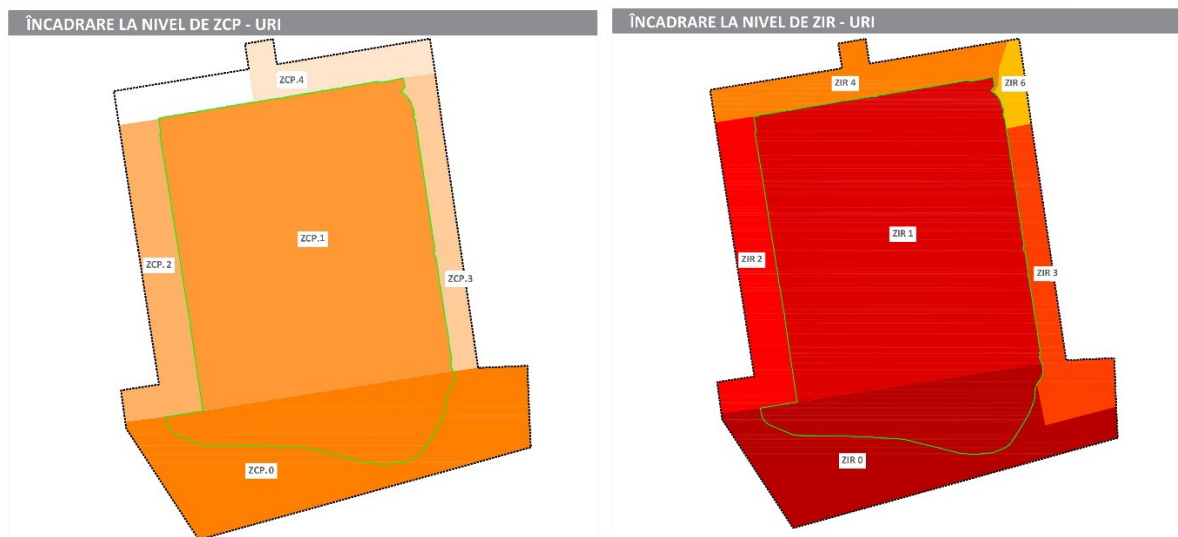 ÎNCADRARE LA NIVEL DE ZCP - URI
ZCP.4
ZCP.1
ZCP.2
ZCP.3
ZCP.0
ÎNCADRARE LA NIVEL DE ZIR - URI
ZIR 4
ZIR 6
ZIR 1
ZIR 2
ZIR 3
ZIR 0